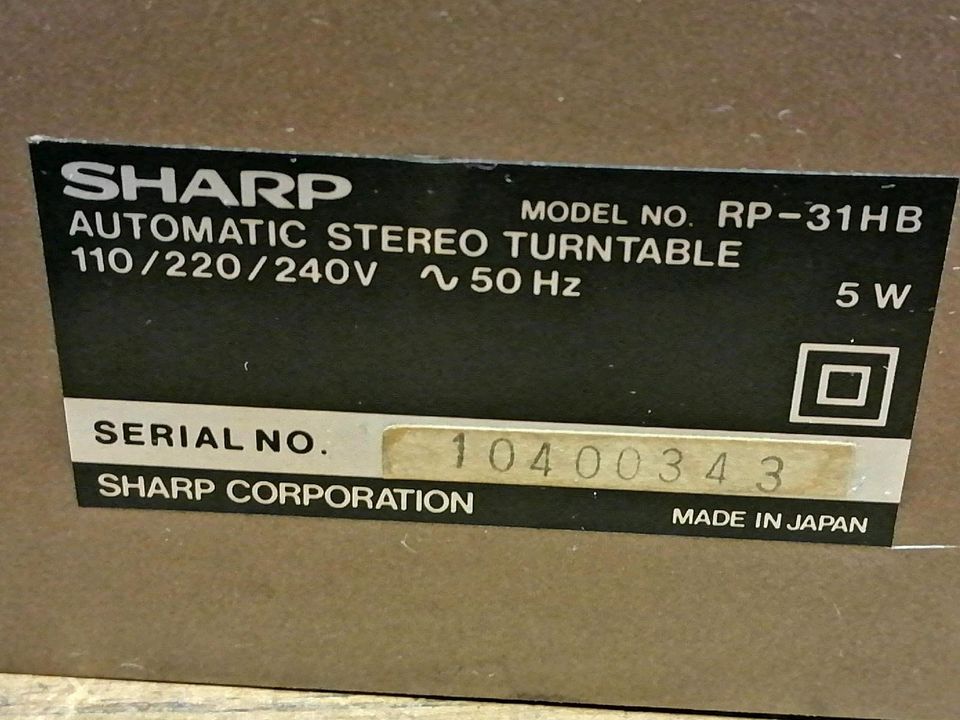 SHARP
MODEL NO. RP-31HB
AUTOMATIC STEREO TURNTABLE
110/220/240V ∿ 50 Hz
5 W
SERIAL NO. 10400343
SHARP CORPORATION
MADE IN JAPAN